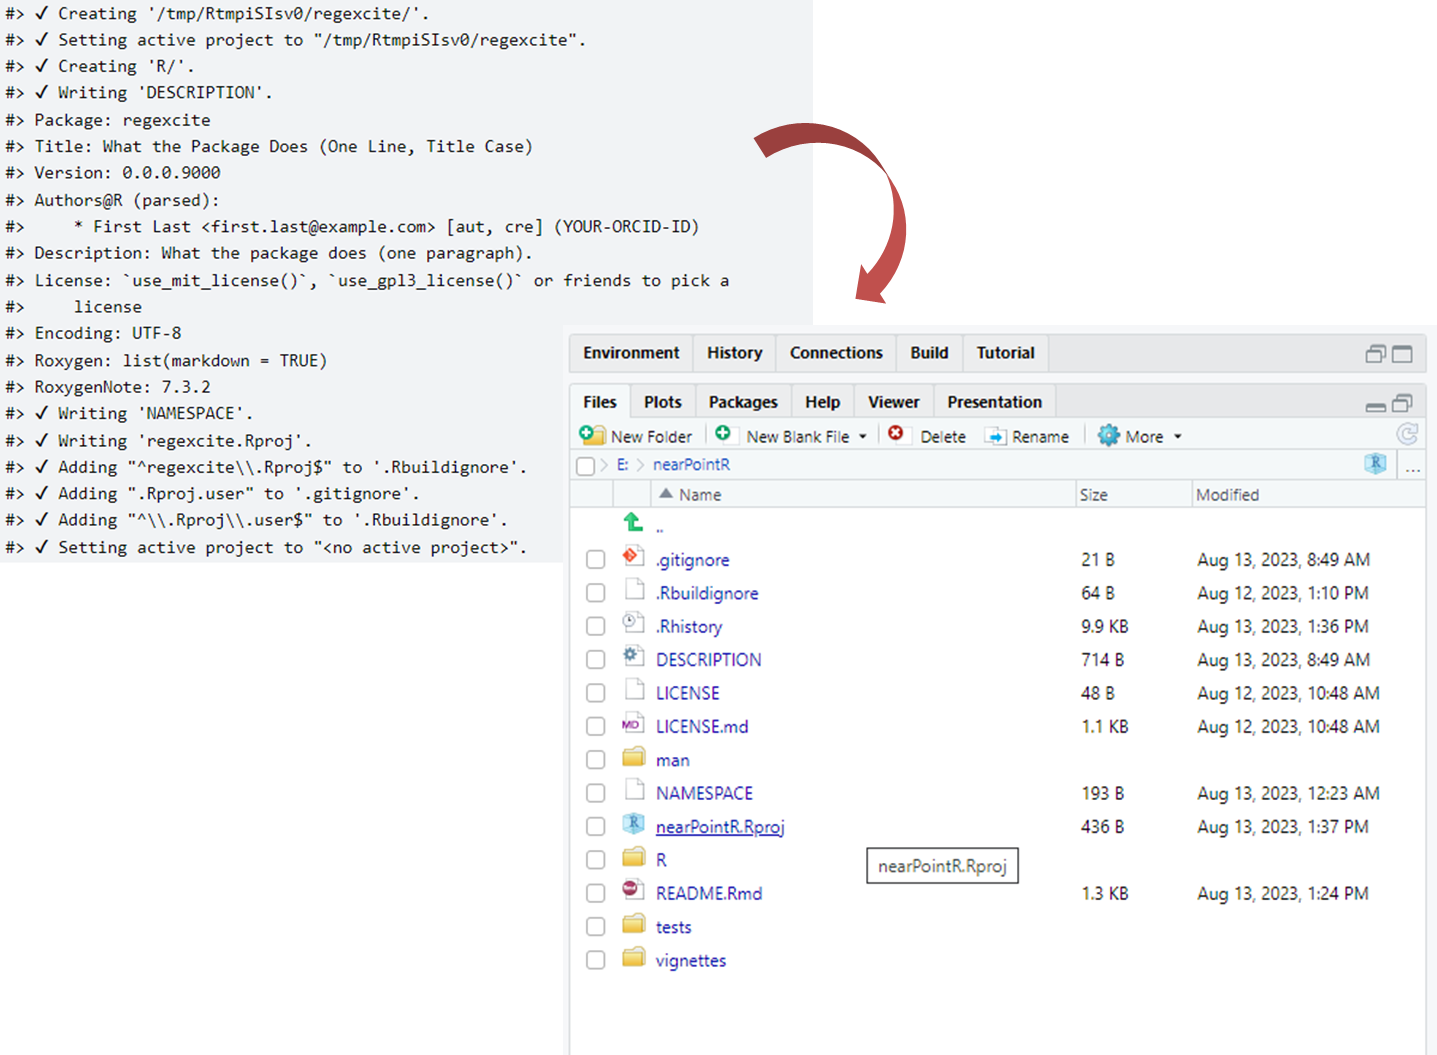 #> ✔ Creating '/tmp/RtmpiSIsv0/regexcite/'.
#> ✔ Setting active project to "/tmp/RtmpiSIsv0/regexcite".
#> ✔ Creating 'R/'.
#> ✔ Writing 'DESCRIPTION'.
#> Package: regexcite
#> Title: What the Package Does (One Line, Title Case)
#> Version: 0.0.0.9000
#> Authors@R (parsed):
#>     * First Last <first.last@example.com> [aut, cre] (YOUR-ORCID-ID)
#> Description: What the package does (one paragraph).
#> License: `use_mit_license()`, `use_gpl3_license()` or friends to pick a
#>     license
#> Encoding: UTF-8
#> Roxygen: list(markdown = TRUE)
#> RoxygenNote: 7.3.2
#> ✔ Writing 'NAMESPACE'.
#> ✔ Writing 'regexcite.Rproj'.
#> ✔ Adding "^regexcite\\.Rproj$" to '.Rbuildignore'.
#> ✔ Adding ".Rproj.user" to '.gitignore'.
#> ✔ Adding "^\\.Rproj\\.user$" to '.Rbuildignore'.
#> ✔ Setting active project to "<no active project>".
Environment History Connections Build Tutorial
Files Plots Packages Help Viewer Presentation
New Folder New Blank File Delete Rename More
E: nearPointR R ...
Name Size Modified
..
.gitignore 21 B Aug 13, 2023, 8:49 AM
.Rbuildignore 64 B Aug 12, 2023, 1:10 PM
.Rhistory 9.9 KB Aug 13, 2023, 1:36 PM
DESCRIPTION 714 B Aug 13, 2023, 8:49 AM
LICENSE 48 B Aug 12, 2023, 10:48 AM
MD LICENSE.md 1.1 KB Aug 12, 2023, 10:48 AM
man
NAMESPACE 193 B Aug 13, 2023, 12:23 AM
R nearPointR.Rproj 436 B Aug 13, 2023, 1:37 PM
R
nearPointR.Rproj
README.Rmd 1.3 KB Aug 13, 2023, 1:24 PM
tests
vignettes